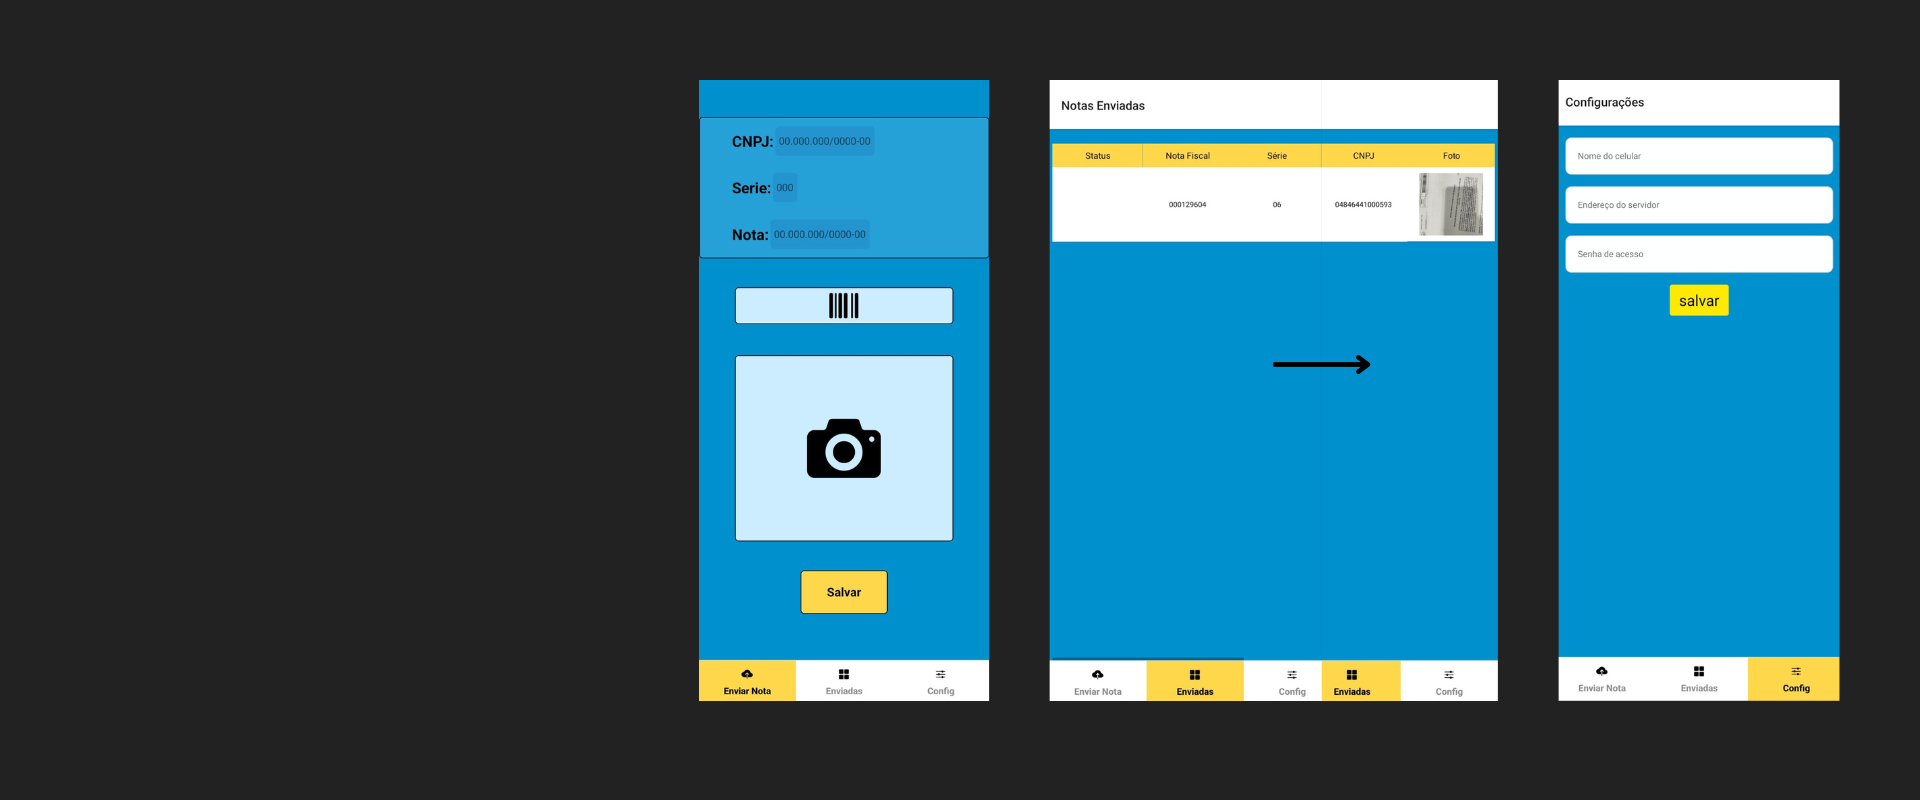 CNPJ: 00.000.000/0000-00
Serie: 000
Nota: 00.000.000/0000-00
Salvar
Enviar Nota Enviadas Config
Notas Enviadas
Status Nota Fiscal Série CNPJ Foto
000129604 06 04846441000593
Enviar Nota Enviadas Config Enviadas Config
Configurações
Nome do celular
Endereço do servidor
Senha de acesso
salvar
Enviar Nota Enviadas Config